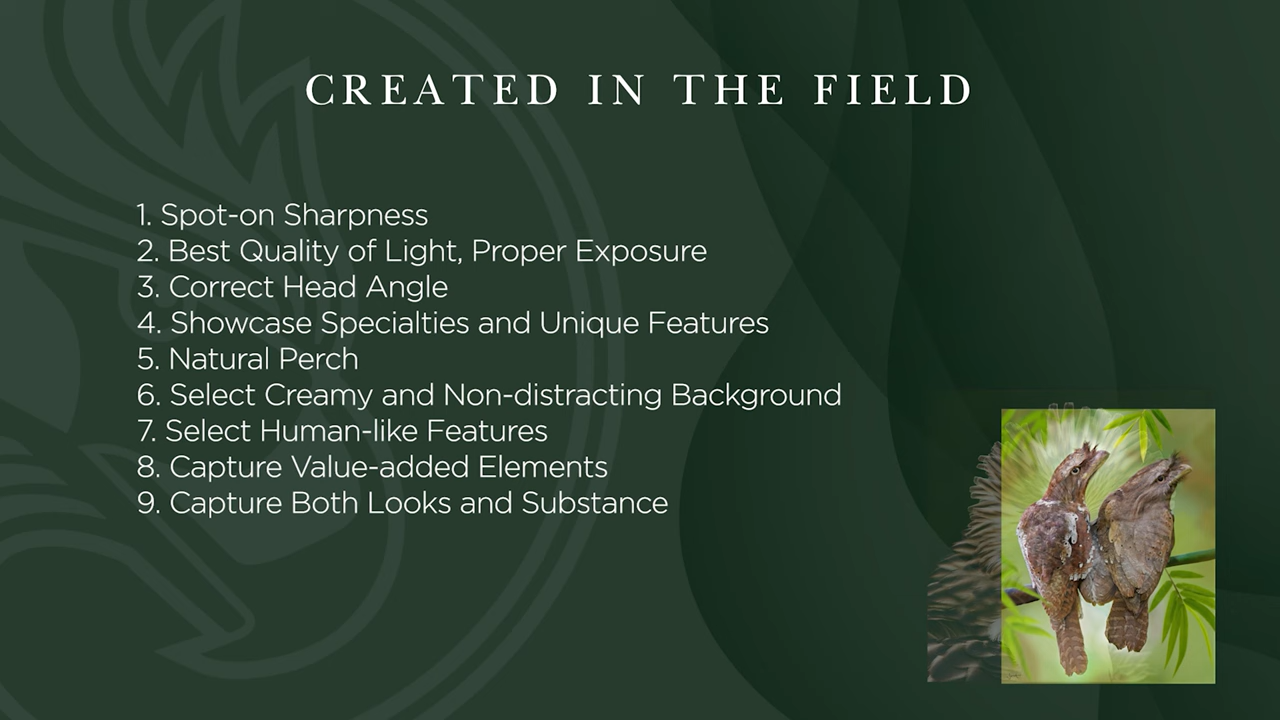 CREATED IN THE FIELD
1. Spot-on Sharpness
2. Best Quality of Light, Proper Exposure
3. Correct Head Angle
4. Showcase Specialties and Unique Features
5. Natural Perch
6. Select Creamy and Non-distracting Background
7. Select Human-like Features
8. Capture Value-added Elements
9. Capture Both Looks and Substance